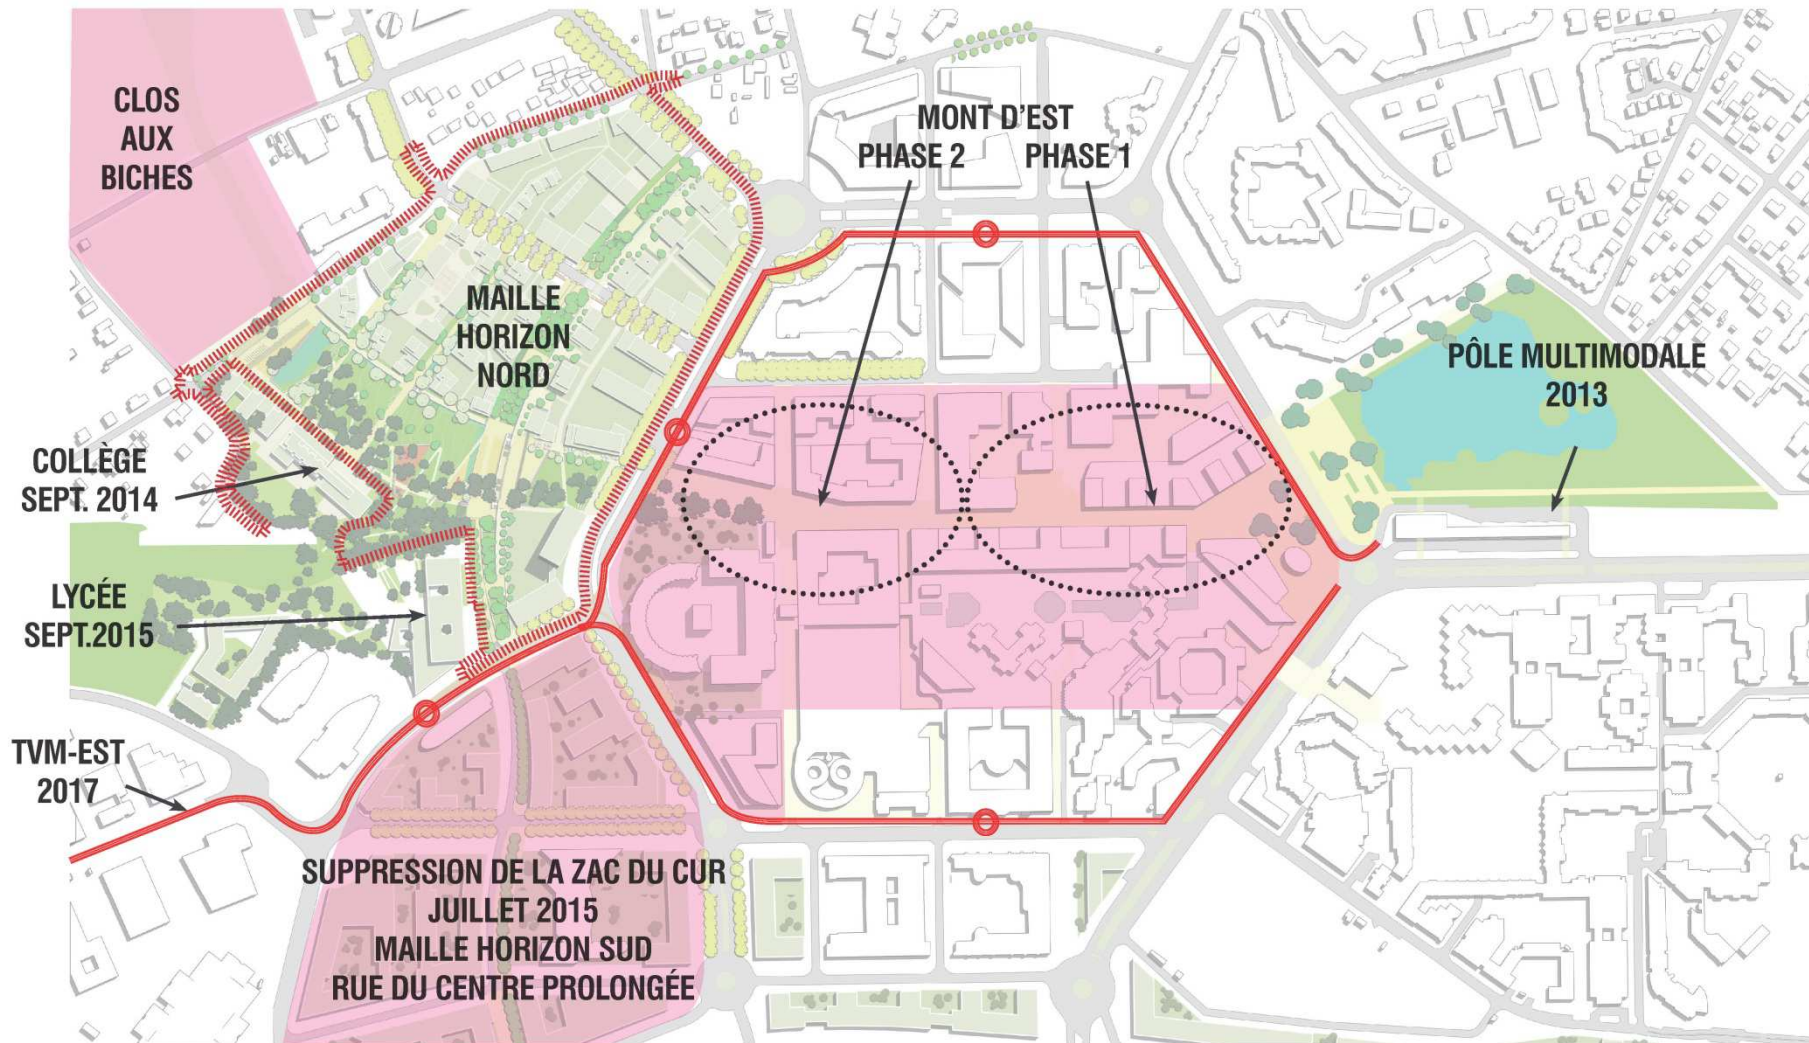 CLOS
AUX
BICHES
MONT D'EST
PHASE 2 PHASE 1
MAILLE
HORIZON
NORD
PÔLE MULTIMODALE
2013
COLLÈGE
SEPT. 2014
LYCÉE
SEPT.2015
TVM-EST
2017
SUPPRESSION DE LA ZAC DU CUR
JUILLET 2015
MAILLE HORIZON SUD
RUE DU CENTRE PROLONGÉE